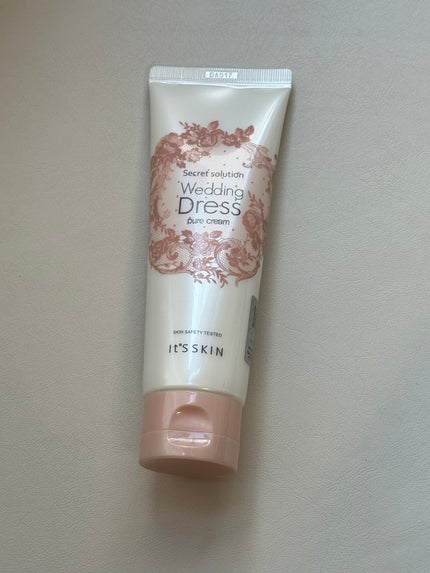 Secret solution
Wedding
Dress
pure cream
SKIN SAFETY TESTED
It'S SKIN